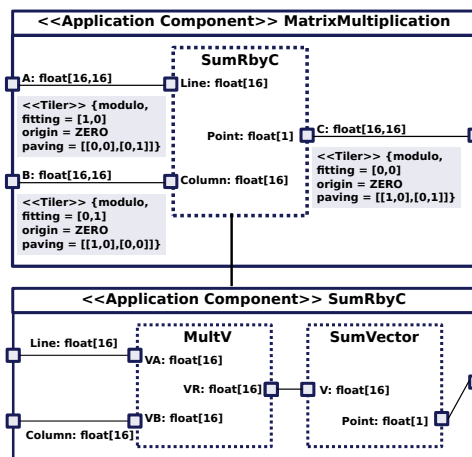 <<Application Component>> MatrixMultiplication
SumRbyC
A: float[16,16]
Line: float[16]
<<Tiler>> {modulo,
fitting = [1,0]
origin = ZERO
paving = [[0,0],[0,1]]}
Point: float[1]
C: float[16,16]
<<Tiler>> {modulo,
fitting = [0,0]
origin = ZERO
paving = [[1,0],[0,1]]}
B: float[16,16]
Column: float[16]
<<Tiler>> {modulo,
fitting = [0,1]
origin = ZERO
paving = [[1,0],[0,0]]}
<<Application Component>> SumRbyC
MultV
SumVector
Line: float[16]
VA: float[16]
VR: float[16]
V: float[16]
VB: float[16]
Point: float[1]
Column: float[16]